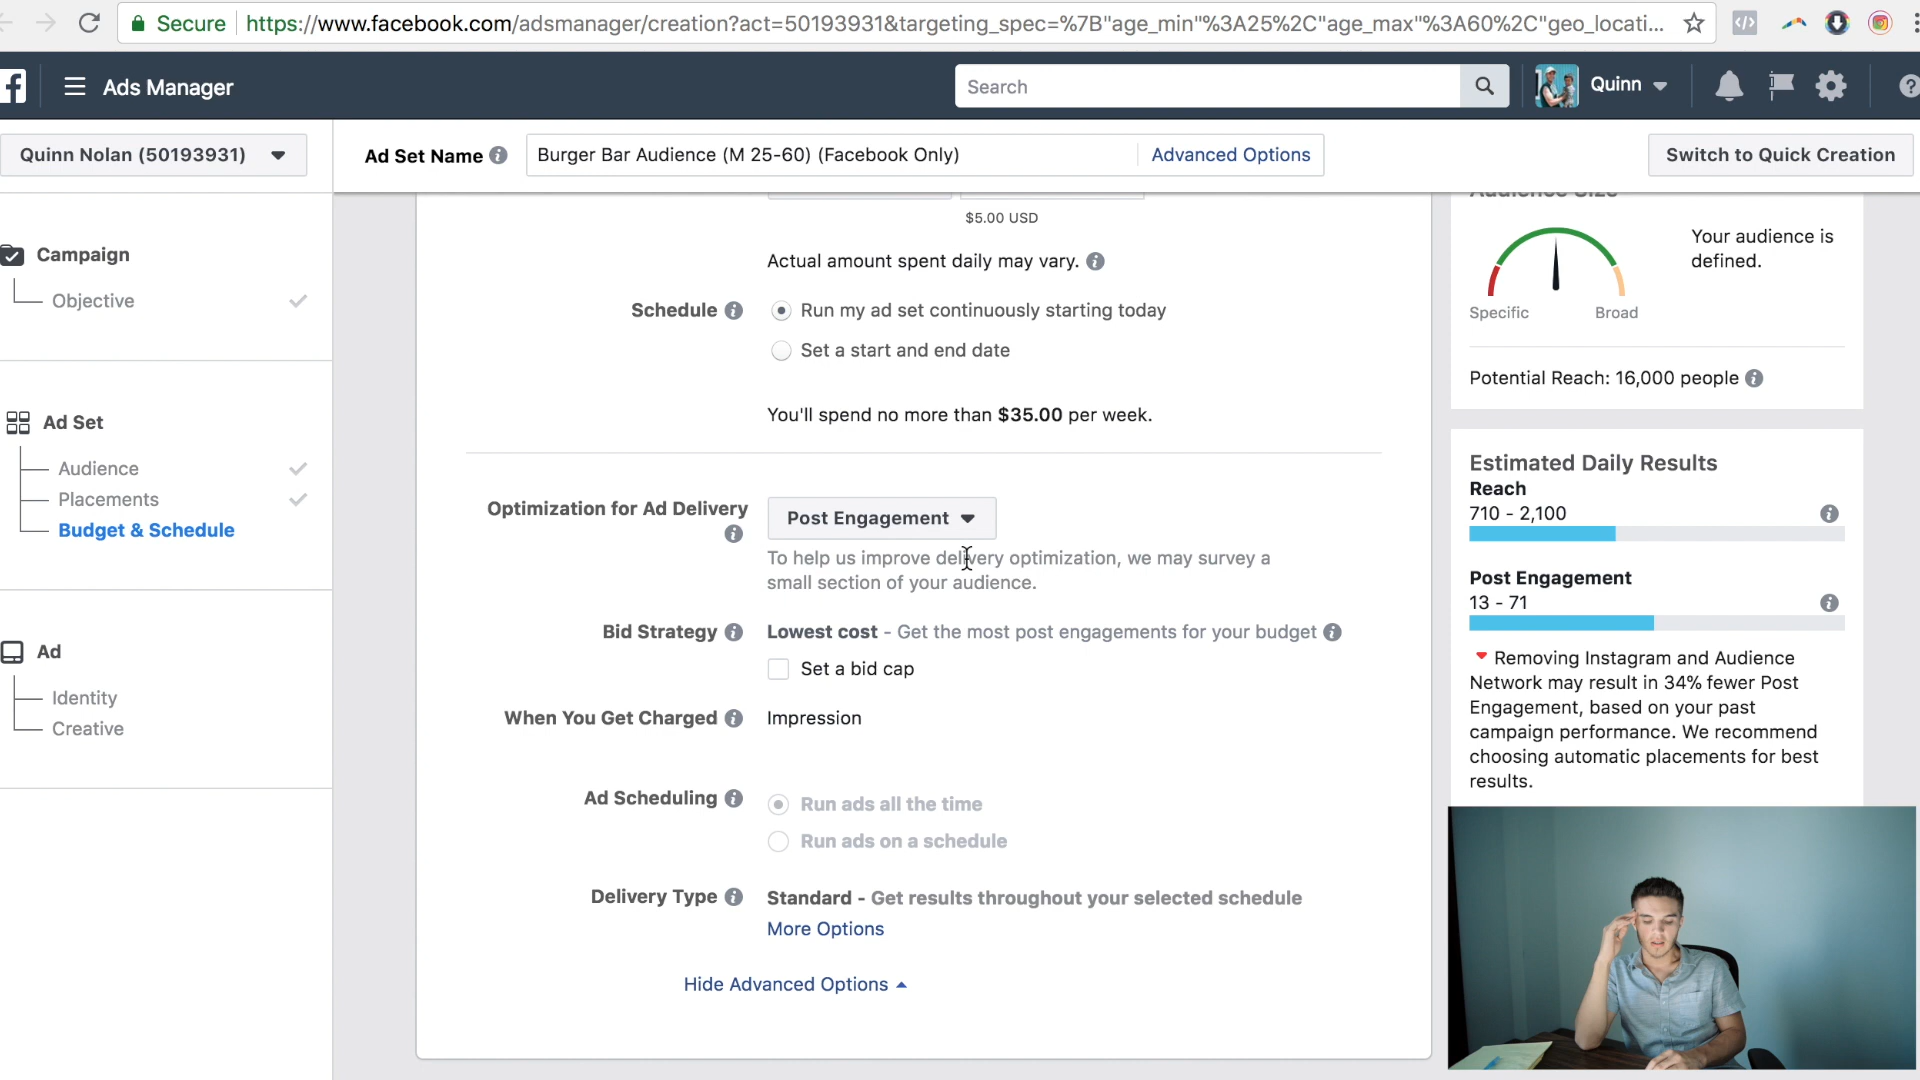 Secure https://www.facebook.com/adsmanager/creation?act=50193931&targeting_spec=%7B"age_min"%3A25%2C"age_max"%3A60%2C"geo_locati...
Ads Manager
Search
Quinn
Quinn Nolan (50193931)
Ad Set Name
Burger Bar Audience (M 25-60) (Facebook Only)
Advanced Options
Switch to Quick Creation
Campaign
Objective
Ad Set
Audience
Placements
Budget & Schedule
Ad
Identity
Creative
$5.00 USD
Actual amount spent daily may vary.
Schedule
Run my ad set continuously starting today
Set a start and end date
You'll spend no more than $35.00 per week.
Optimization for Ad Delivery
Post Engagement
To help us improve delivery optimization, we may survey a
small section of your audience.
Bid Strategy
Lowest cost - Get the most post engagements for your budget
Set a bid cap
When You Get Charged
Impression
Ad Scheduling
Run ads all the time
Run ads on a schedule
Delivery Type
Standard - Get results throughout your selected schedule
More Options
Hide Advanced Options
Audience Size
Your audience is
defined.
Specific
Broad
Potential Reach: 16,000 people
Estimated Daily Results
Reach
710 - 2,100
Post Engagement
13 - 71
Removing Instagram and Audience
Network may result in 34% fewer Post
Engagement, based on your past
campaign performance. We recommend
choosing automatic placements for best
results.